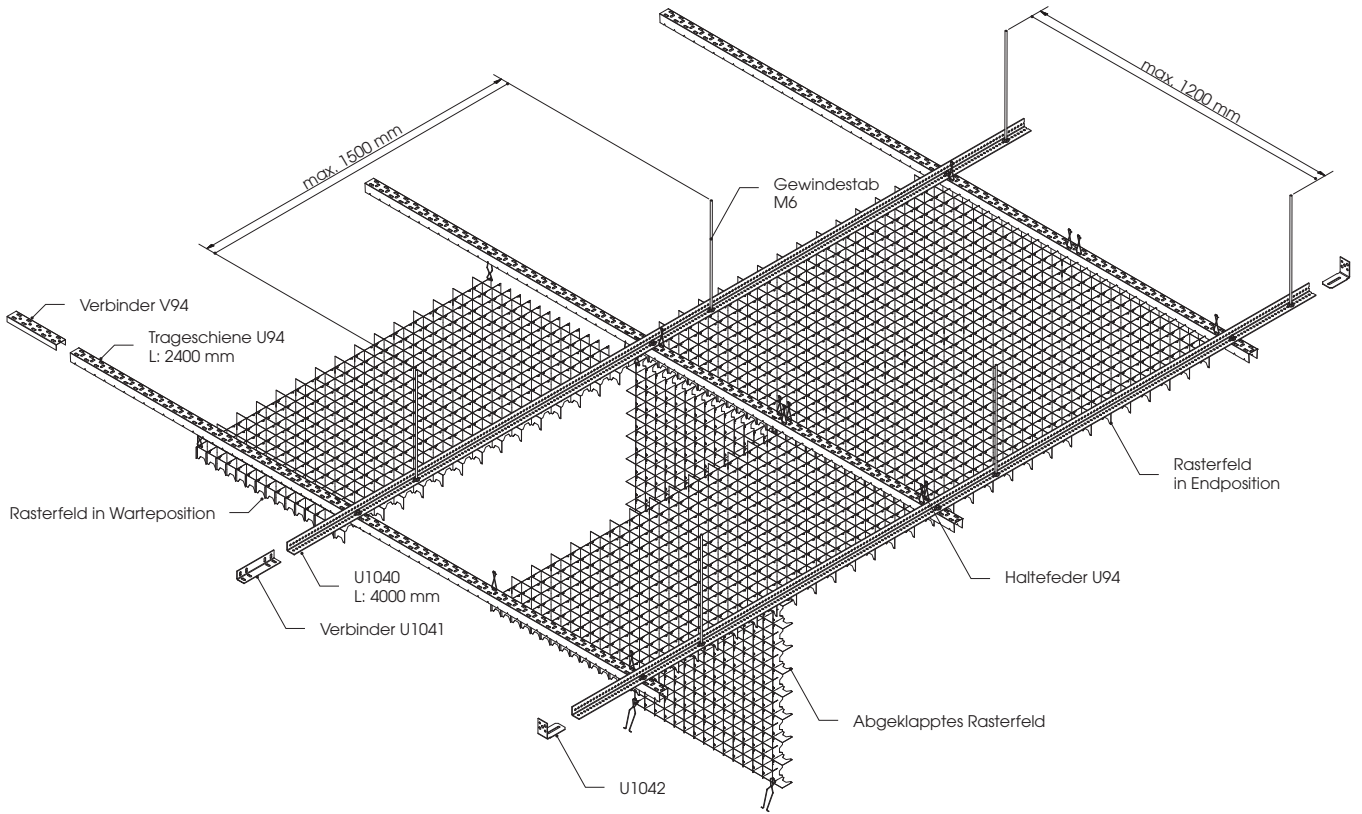 max. 1200 mm
max. 1500 mm
Gewindestab
M6
Verbinder V94
Trageschiene U94
L: 2400 mm
Rasterfeld
in Endposition
Rasterfeld in Warteposition
U1040
L: 4000 mm
Haltefeder U94
Verbinder U1041
Abgeklapptes Rasterfeld
U1042